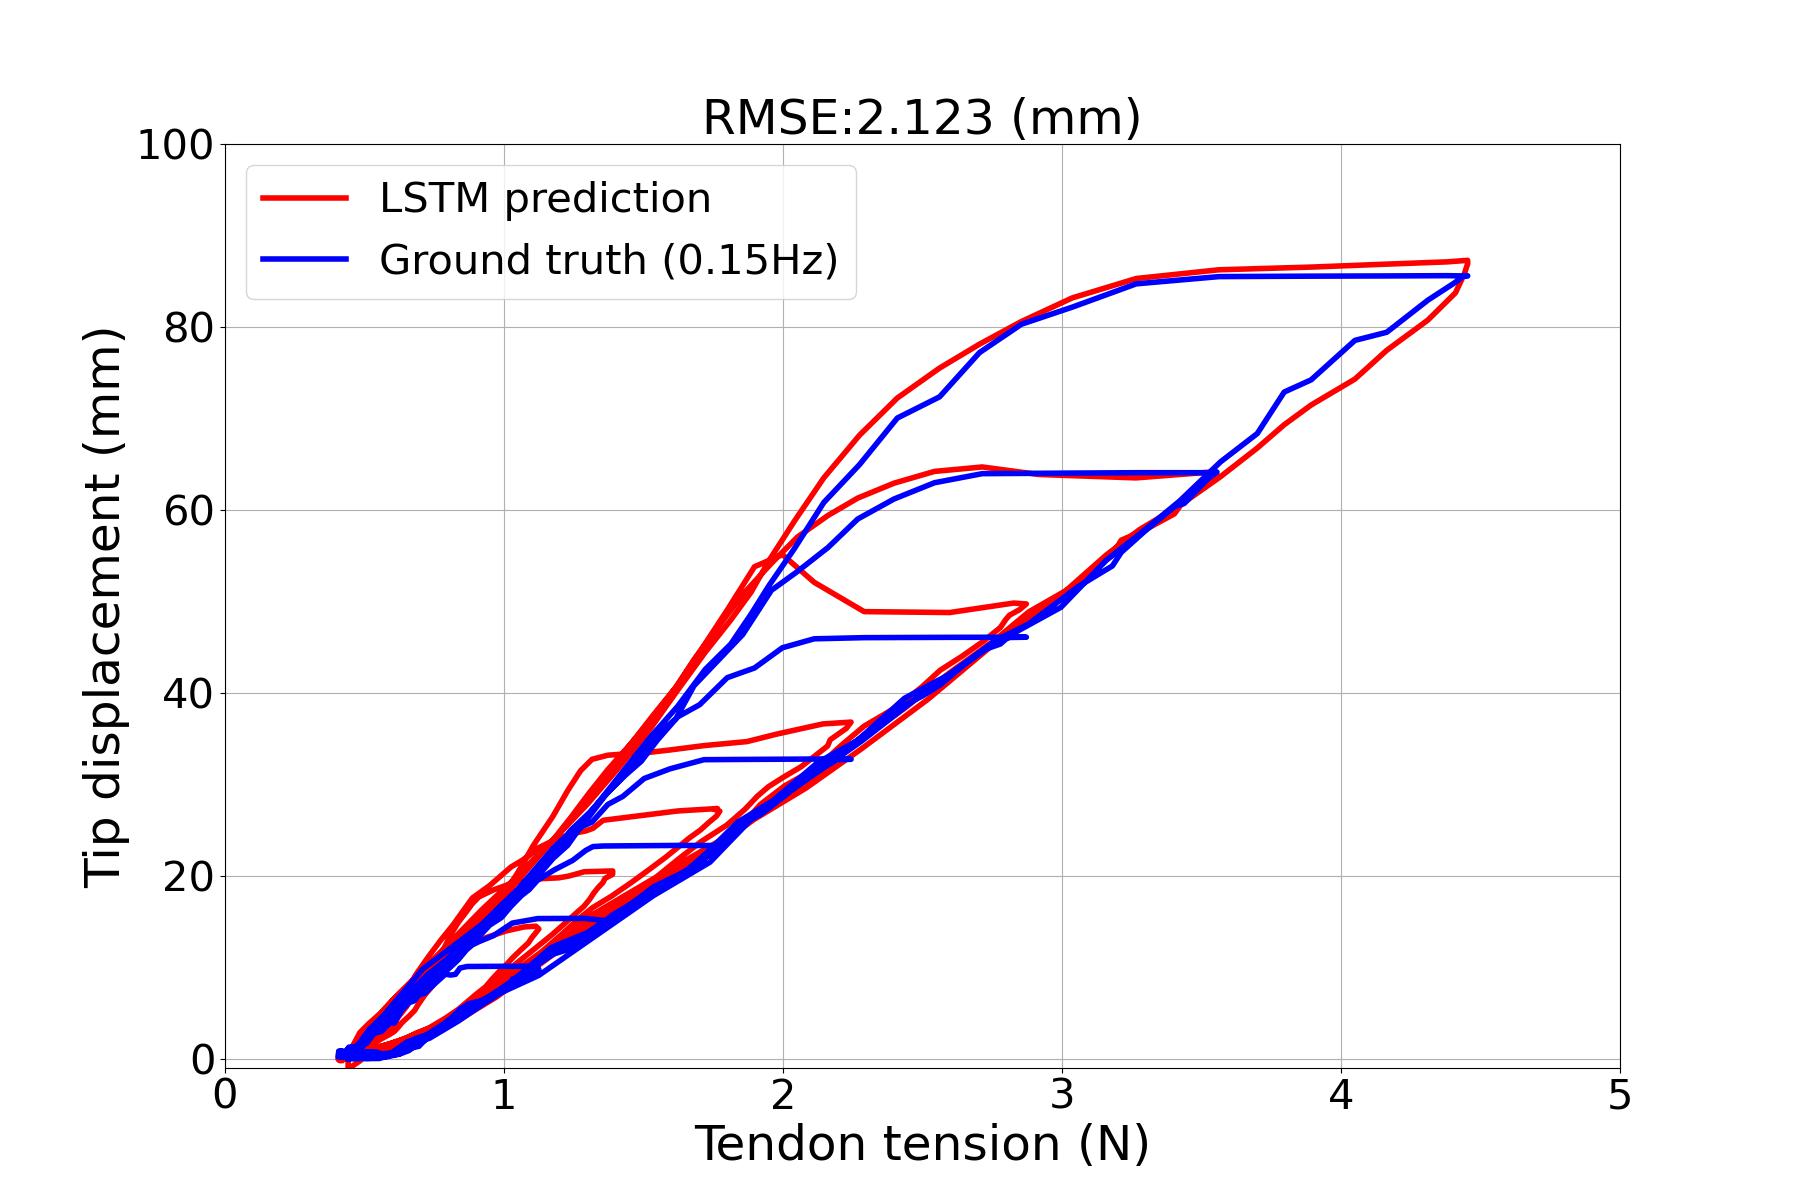 RMSE:2.123 (mm)
LSTM prediction
Ground truth (0.15Hz)
Tip displacement (mm)
100
80
60
40
20
0
0 1 2 3 4 5
Tendon tension (N)